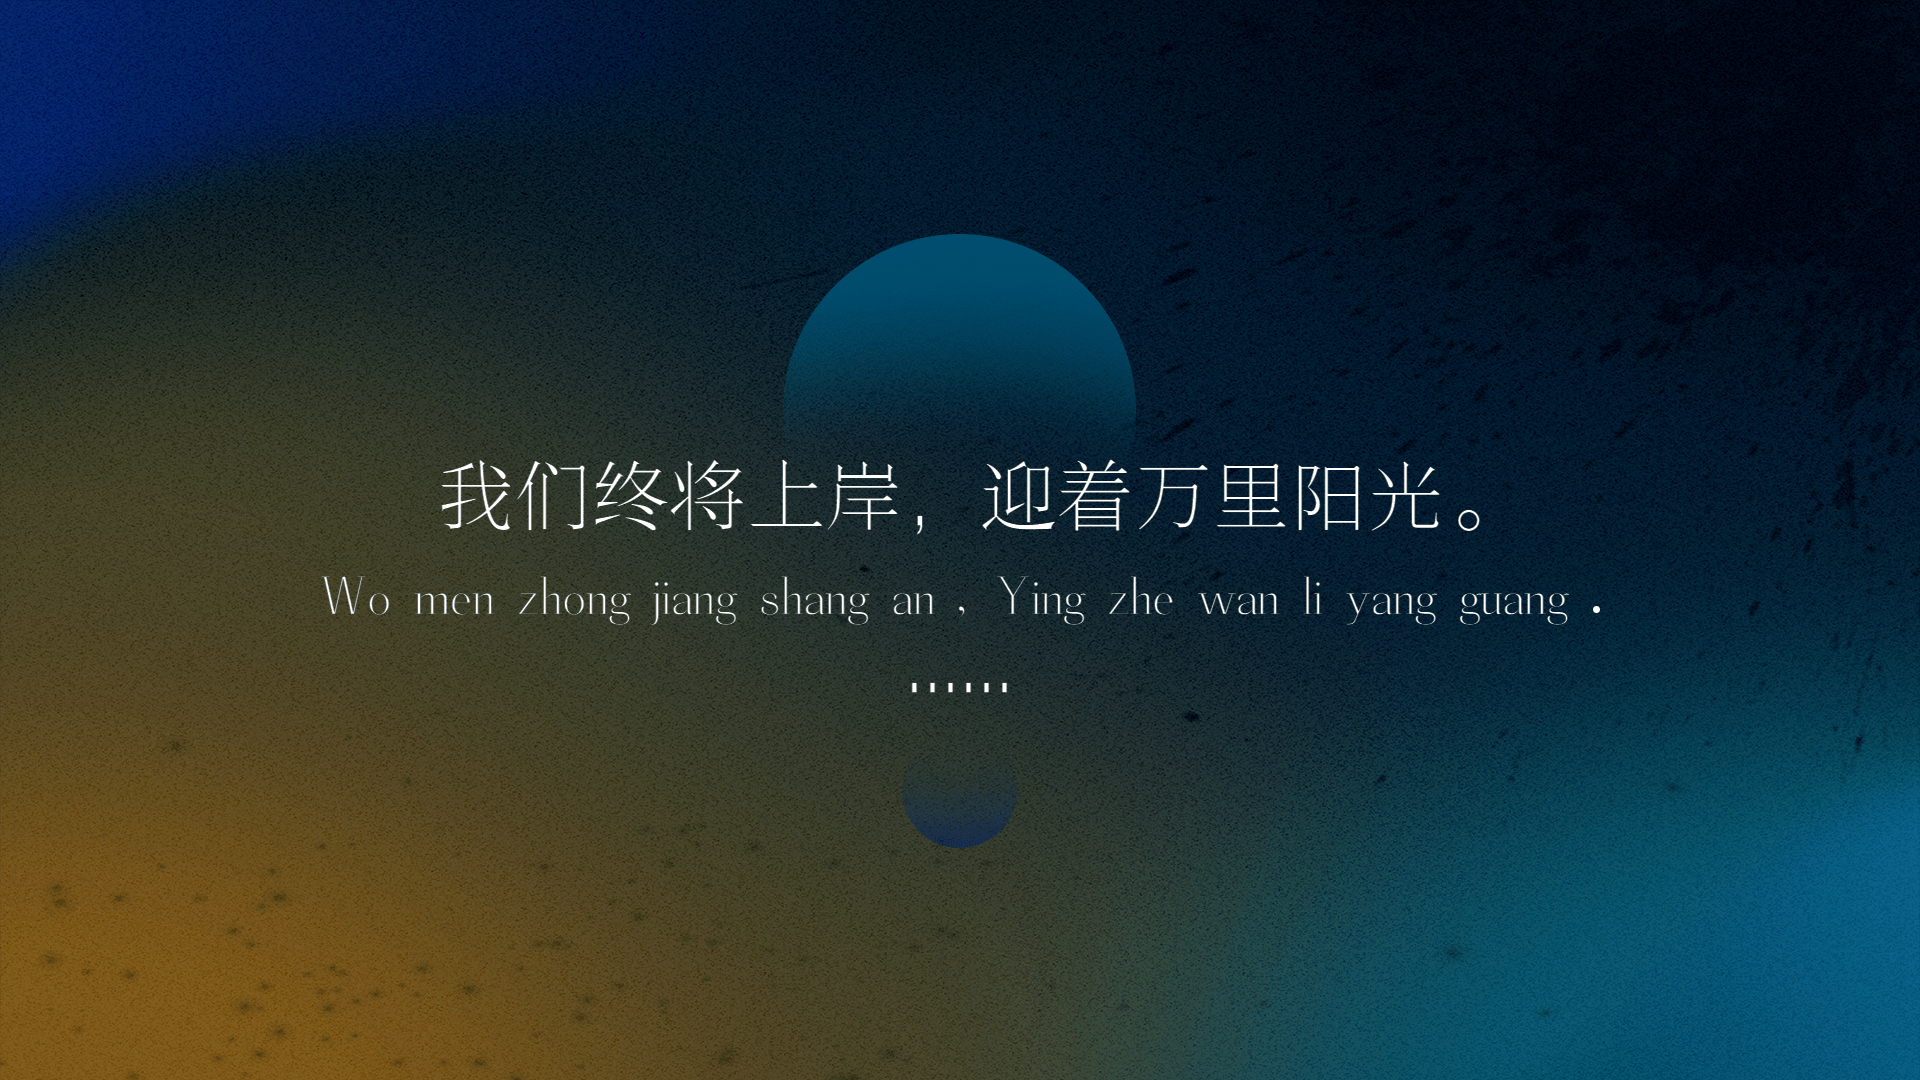 我们终将上岸，迎着万里阳光。
Wo men zhong jiang shang an , Ying zhe wan li yang guang .
......